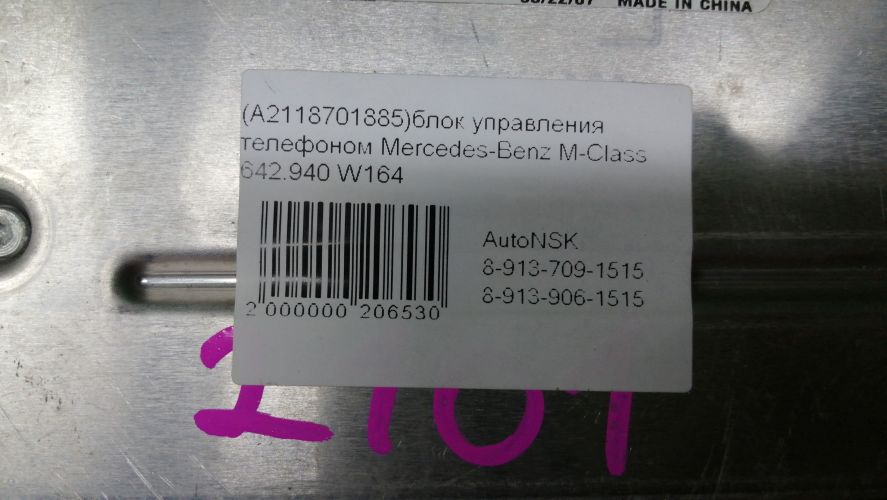 MADE IN CHINA
(A2118701885)блок управления
телефоном Mercedes-Benz M-Class
642.940 W164
AutoNSK
8-913-709-1515
8-913-906-1515
2 000000 206530